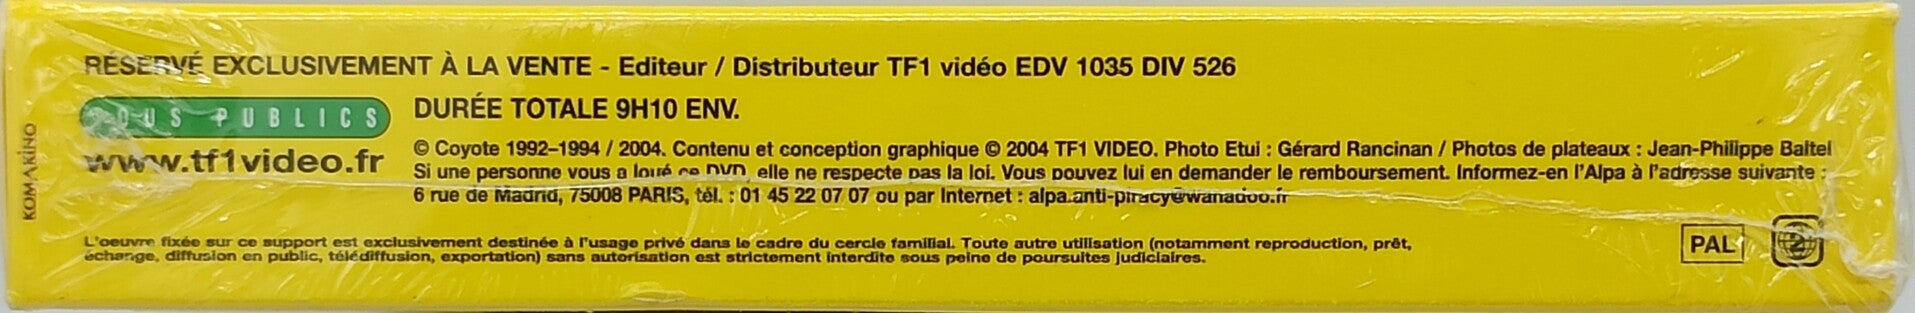 RÉSERVÉ EXCLUSIVEMENT À LA VENTE - Editeur / Distributeur TF1 vidéo EDV 1035 DIV 526
TOUS PUBLICS
DURÉE TOTALE 9H10 ENV.
www.tf1video.fr
© Coyote 1992–1994 / 2004. Contenu et conception graphique © 2004 TF1 VIDEO. Photo Etui : Gérard Rancinan / Photos de plateaux : Jean-Philippe Baltel
Si une personne vous a loué ce DVD, elle ne respecte pas la loi. Vous pouvez lui en demander le remboursement. Informez-en l'Alpa à l'adresse suivante :
6 rue de Madrid, 75008 PARIS, tél. : 01 45 22 07 07 ou par Internet : alpa.anti-piracy@wanadoo.fr
KOMAKINO
L'oeuvre fixée sur ce support est exclusivement destinée à l'usage privé dans le cadre du cercle familial. Toute autre utilisation (notamment reproduction, prêt,
échange, diffusion en public, télédiffusion, exportation) sans autorisation est strictement interdite sous peine de poursuites judiciaires.
PAL
2